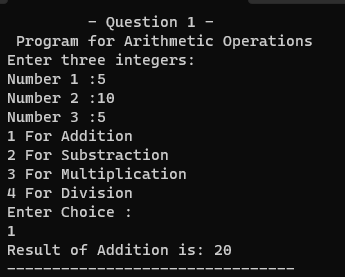 - Question 1 -
Program for Arithmetic Operations
Enter three integers:
Number 1 :5
Number 2 :10
Number 3 :5
1 For Addition
2 For Substraction
3 For Multiplication
4 For Division
Enter Choice :
1
Result of Addition is: 20
--------------------------------